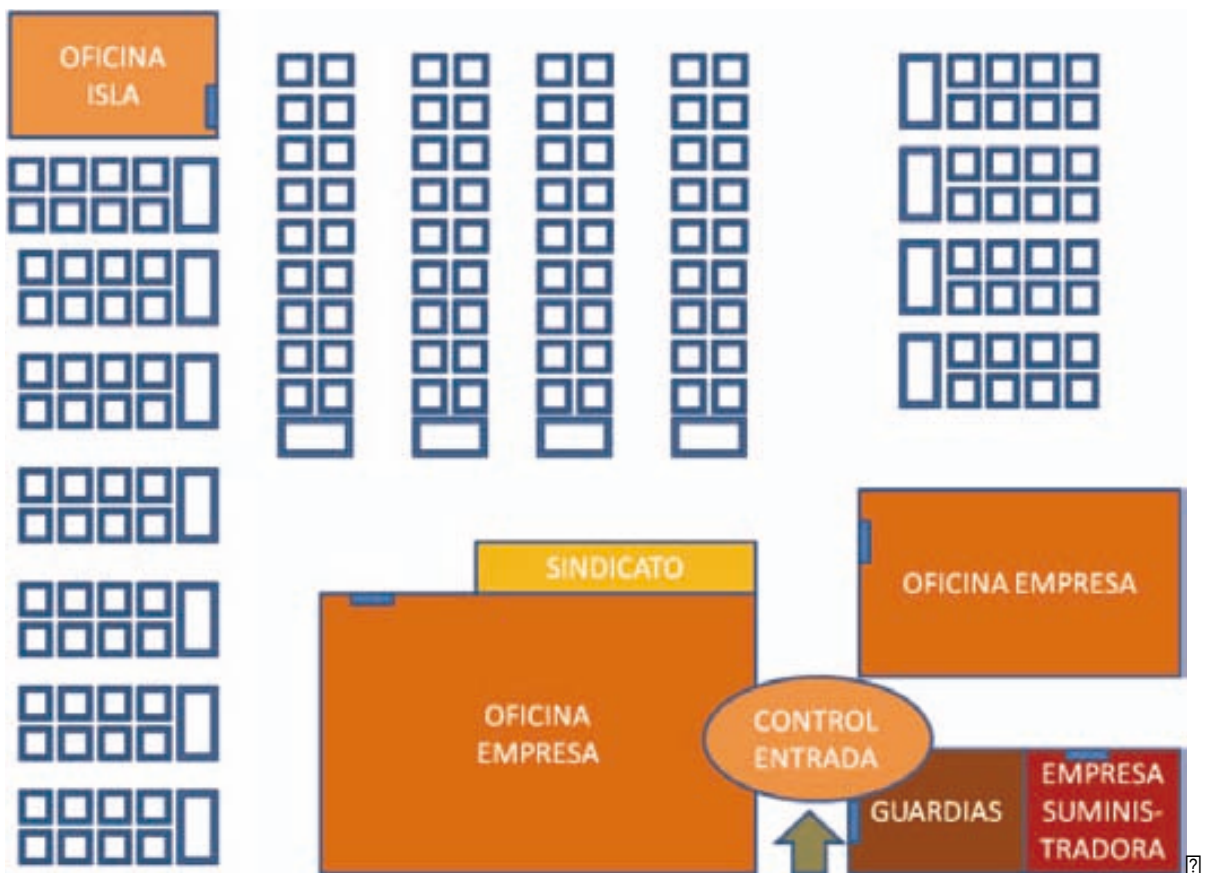 OFICINA
ISLA
SINDICATO
OFICINA EMPRESA
OFICINA
EMPRESA
CONTROL
ENTRADA
GUARDIAS
EMPRESA
SUMINIS-
TRADORA